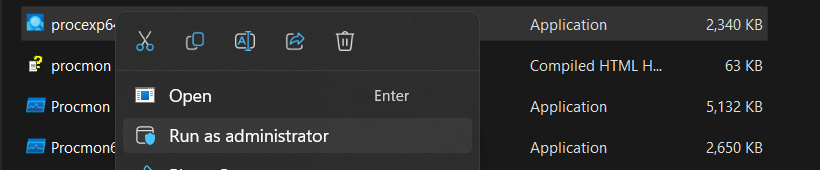 procexp64 Application 2,340 KB
procmon Compiled HTML H... 63 KB
Open Enter
Procmon Application 5,132 KB
Run as administrator
Procmon6 Application 2,650 KB